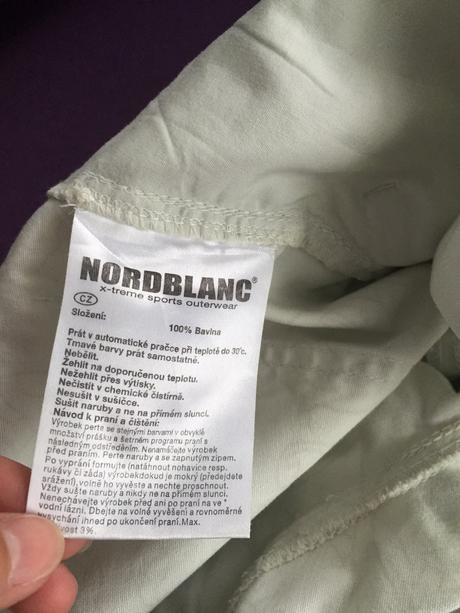 NORDBLANC®
x-treme sports outerwear
CZ
Složení:
100% Bavlna
Prát v automatické pračce při teplotě do 30°c.
Tmavé barvy prát samostatně.
Nebělit.
Žehlit na doporučenou teplotu.
Nežehlit přes výtisky.
Nečistit v chemické čistírně.
Nesušit v sušičce.
Sušit naruby a ne na přímém slunci.
Návod k praní a čištění:
Výrobek perte se stejnými barvami v obvyklé
množství prášku a šetrném programu praní s
následným odstředěním. Nenamáčejte výrobek
před praním. Perte naruby a se zapnutým zipem.
Po vyprání formujte (natáhnout nohavice resp.
rukávy či záda) výrobekdokud je mokrý (předejdete
srážení), volně ho vyvěste a nechte proschnout.
Vždy sušte naruby a nikdy ne na přímém slunci.
Nenechávejte výrobek před ani po praní na ve
vodní lázni. Dbejte na volné vyvěšení a rovnoměrné
vysychání ihned po ukončení praní.Max.
3%.